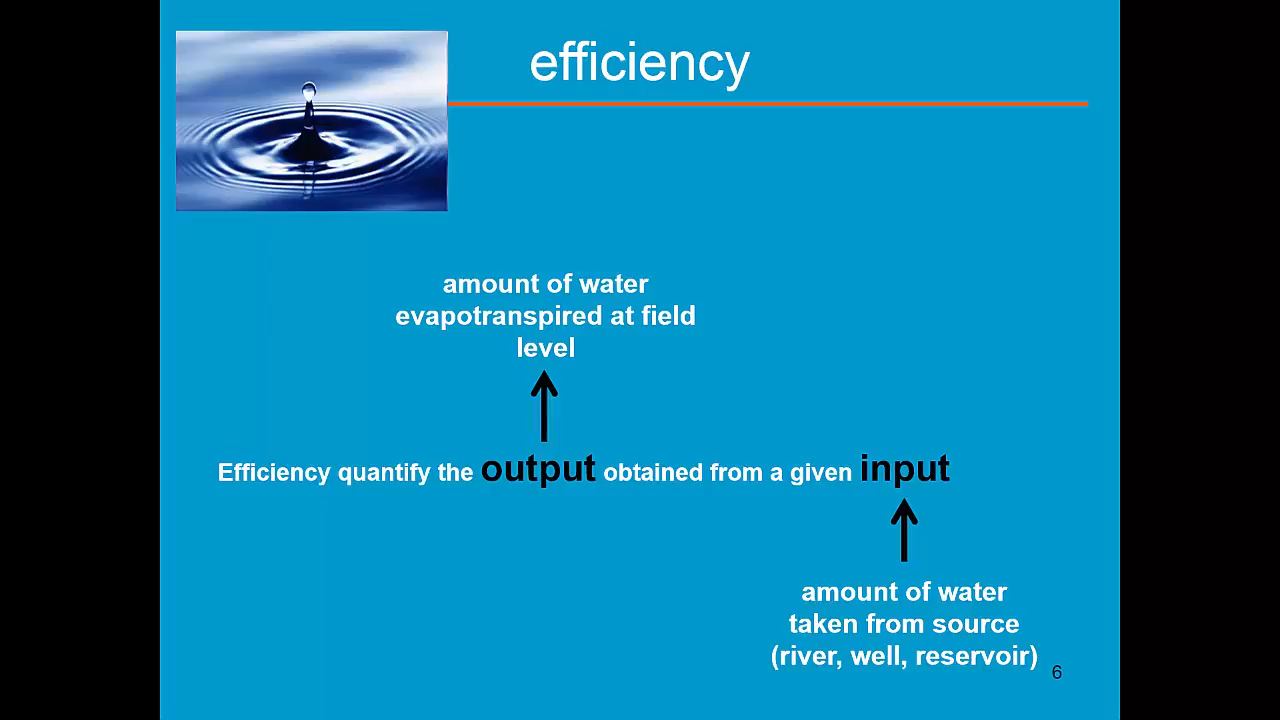 efficiency
amount of water
evapotranspired at field
level
Efficiency quantify the output obtained from a given input
amount of water
taken from source
(river, well, reservoir)
6